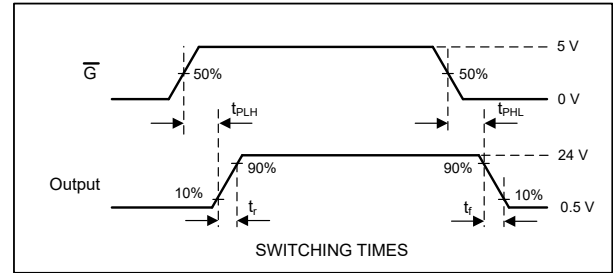 5 V
G
50%
50%
0 V
tPLH
tPHL
24 V
90%
90%
Output
10%
10%
0.5 V
tr
tf
SWITCHING TIMES